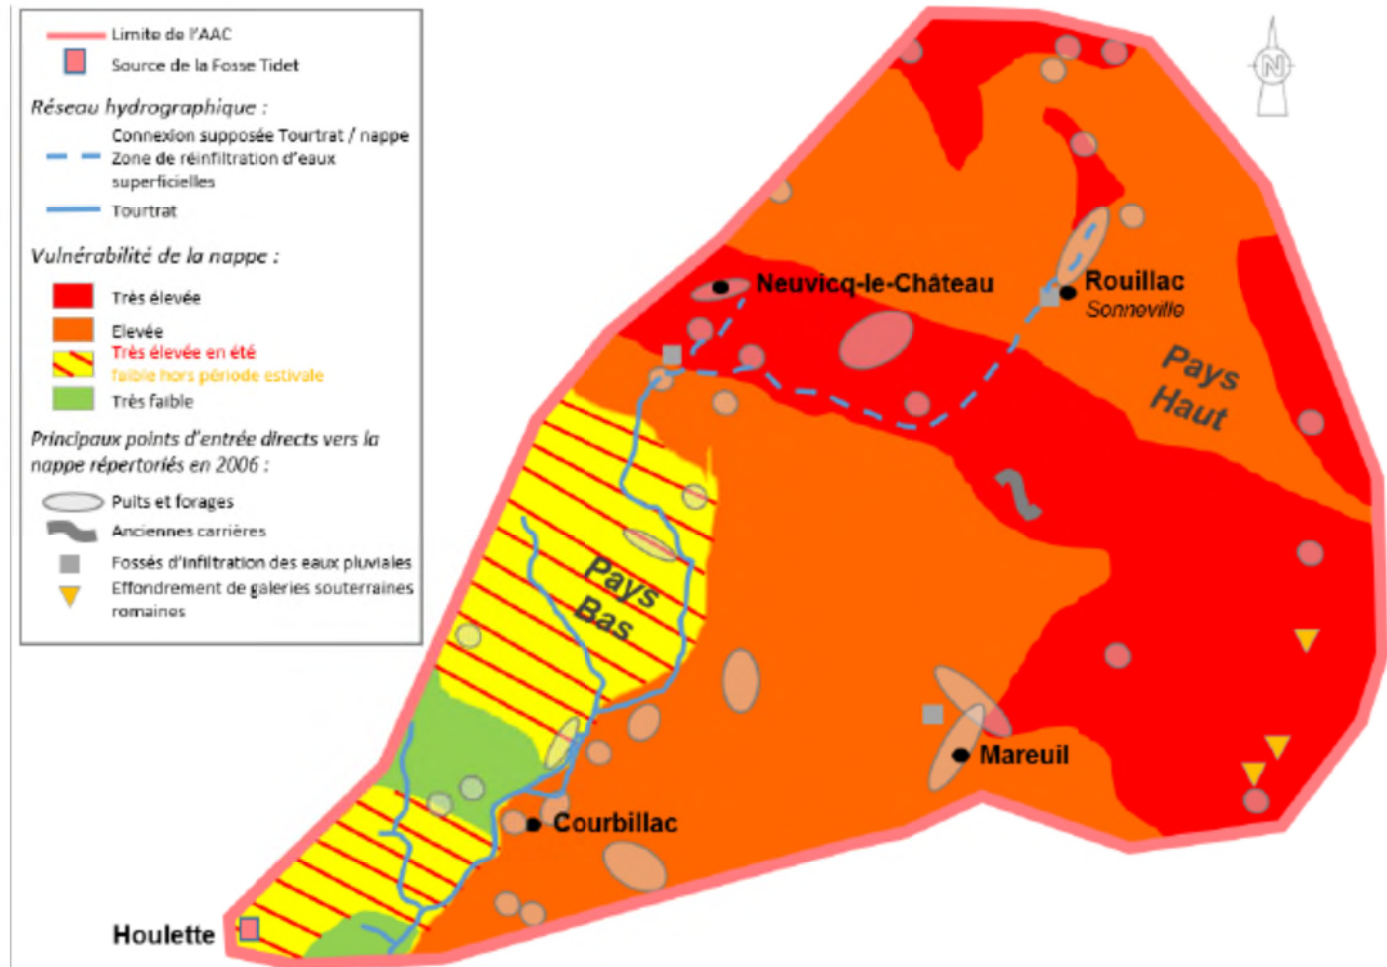 Limite de l'AAC
Source de la Fosse Tidet
Réseau hydrographique :
Connexion supposée Tourtrat / nappe
Zone de réinfiltration d'eaux
superficielles
Tourtrat
Vulnérabilité de la nappe :
Très élevée
Elevée
Très élevée en été
faible hors période estivale
Très faible
Principaux points d'entrée directs vers la
nappe répertoriés en 2006 :
Puits et forages
Anciennes carrières
Fossés d'infiltration des eaux pluviales
Effondrement de galeries souterraines
romaines
N
Neuvicq-le-Château
Rouillac
Sonneville
Pays
Haut
Pays
Bas
Mareuil
Courbillac
Houlette